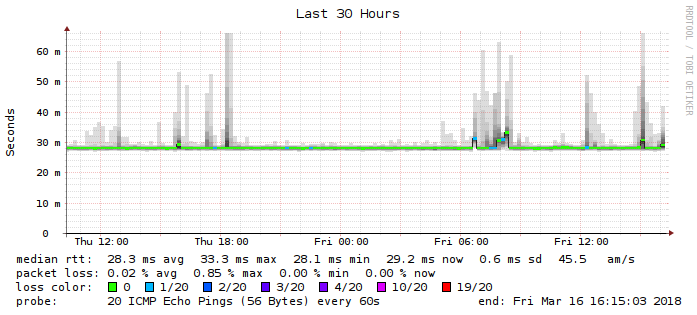 Last 30 Hours
RRDTOOL / TOBI OETIKER
Seconds
60 m
50 m
40 m
30 m
20 m
10 m
0
Thu 12:00 Thu 18:00 Fri 00:00 Fri 06:00 Fri 12:00
median rtt: 28.3 ms avg 33.3 ms max 28.1 ms min 29.2 ms now 0.6 ms sd 45.5 am/s
packet loss: 0.02 % avg 0.85 % max 0.00 % min 0.00 % now
loss color: 0 1/20 2/20 3/20 4/20 10/20 19/20
probe: 20 ICMP Echo Pings (56 Bytes) every 60s end: Fri Mar 16 16:15:03 2018